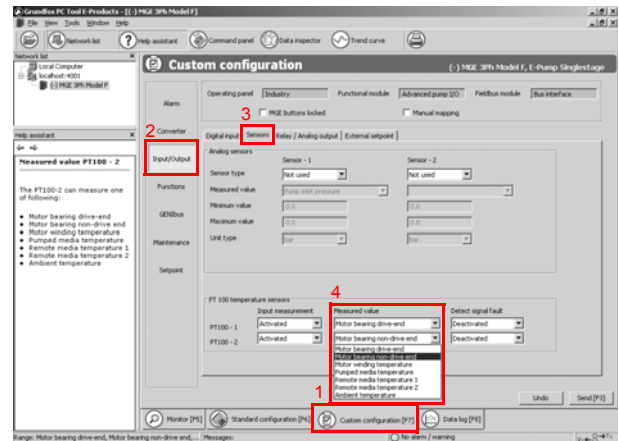 Grundfos PC Tool E-Products - [(-) MGE 3Ph Model F]
File View Tools Window Help
Network list
Help assistant
Command panel
Data inspector
Trend curve
Network list
Local Computer
localhost:4001
(-) MGE 3Ph Model F
Help assistant
Measured value PT100 - 2
The PT100-2 can measure one
of following:
Motor bearing drive-end
Motor bearing non-drive end
Motor winding temperature
Pumped media temperature
Remote media temperature 1
Remote media temperature 2
Ambient temperature
Custom configuration
(-) MGE 3Ph Model F, E-Pump Singlestage
Alarm
Converter
2
Input/Output
Functions
GENIbus
Maintenance
Setpoint
Operating panel Industry Functional module Advanced pump I/O Fieldbus module Bus interface
MGE buttons locked Manual mapping
3
Digital input Sensors Relay / Analog output External setpoint
Analog sensors
Sensor - 1 Sensor - 2
Sensor type Not used Not used
Measured value Pump inlet pressure
Minimum value 0.0 0.0
Maximum value 0.0 0.0
Unit type bar bar
PT 100 temperature sensors
4
Input measurement Measured value Detect signal fault
PT100 - 1 Activated Motor bearing drive-end Deactivated
PT100 - 2 Activated Motor bearing non-drive end Deactivated
Motor bearing drive-end
Motor bearing non-drive end
Motor winding temperature
Pumped media temperature
Remote media temperature 1
Remote media temperature 2
Ambient temperature
Undo Send [F3]
1
Monitor [F5] Standard configuration [F6] Custom configuration [F7] Data log [F8]
Range: Motor bearing drive-end, Motor bearing non-drive end,... Messages: No alarm / warning